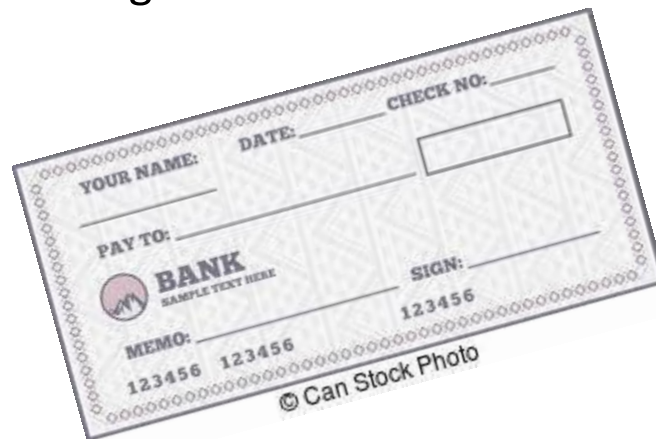 YOUR NAME: DATE: CHECK NO:
PAY TO:
BANK
SAMPLE TEXT HERE
MEMO: SIGN:
123456 123456 123456
© Can Stock Photo